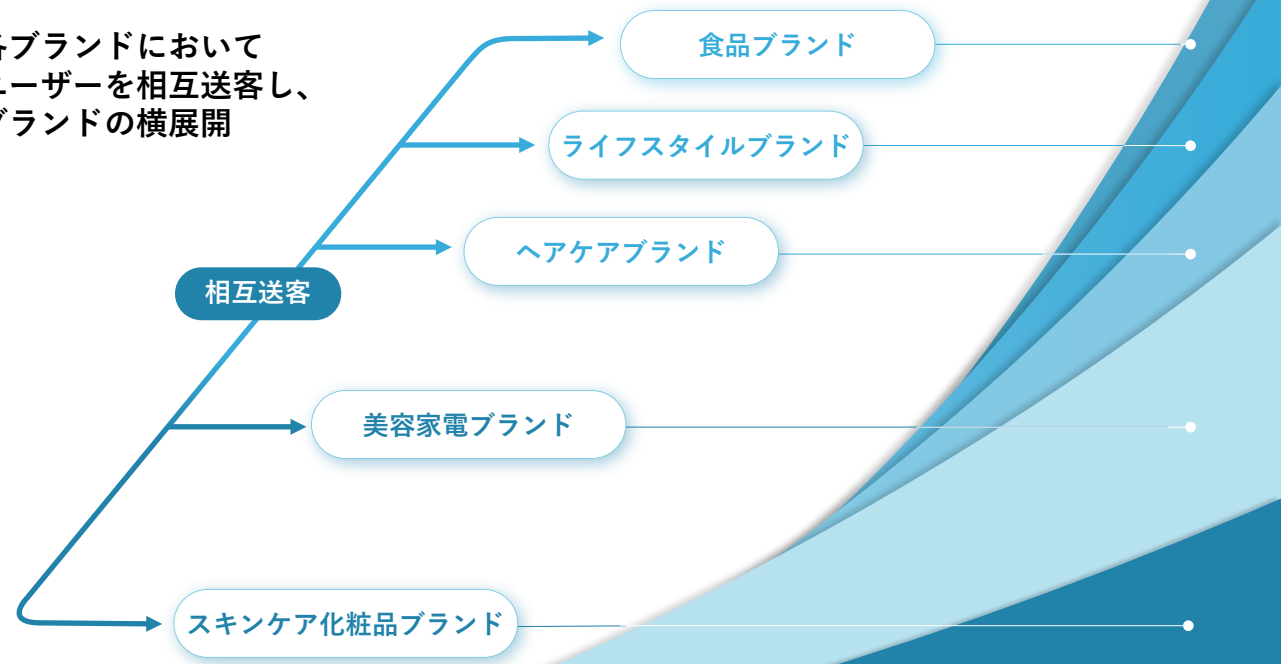 各ブランドにおいて
ユーザーを相互送客し、
ブランドの横展開
食品ブランド
ライフスタイルブランド
ヘアケアブランド
相互送客
美容家電ブランド
スキンケア化粧品ブランド